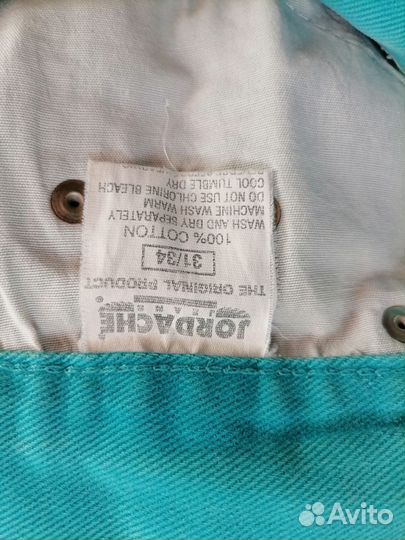 JORDACHE
JEANS
THE ORIGINAL PRODUCT
31/34
100% COTTON
WASH AND DRY SEPARATELY
MACHINE WASH WARM
DO NOT USE CHLORINE BLEACH
COOL TUMBLE DRY
Avito